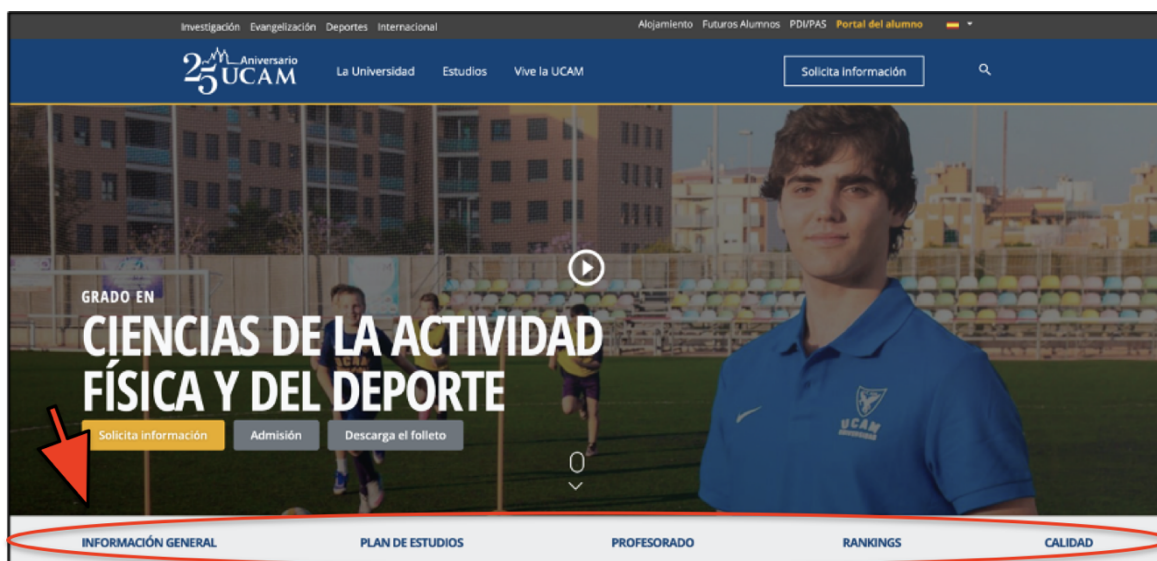 Investigación Evangelización Deportes Internacional
Alojamiento Futuros Alumnos PDI/PAS Portal del alumno
25 Aniversario
UCAM
La Universidad Estudios Vive la UCAM
Solicita información
GRADO EN
CIENCIAS DE LA ACTIVIDAD
FÍSICA Y DEL DEPORTE
Solicita información Admisión Descarga el folleto
UCAM
UNIVERSIDAD
INFORMACIÓN GENERAL PLAN DE ESTUDIOS PROFESORADO RANKINGS CALIDAD